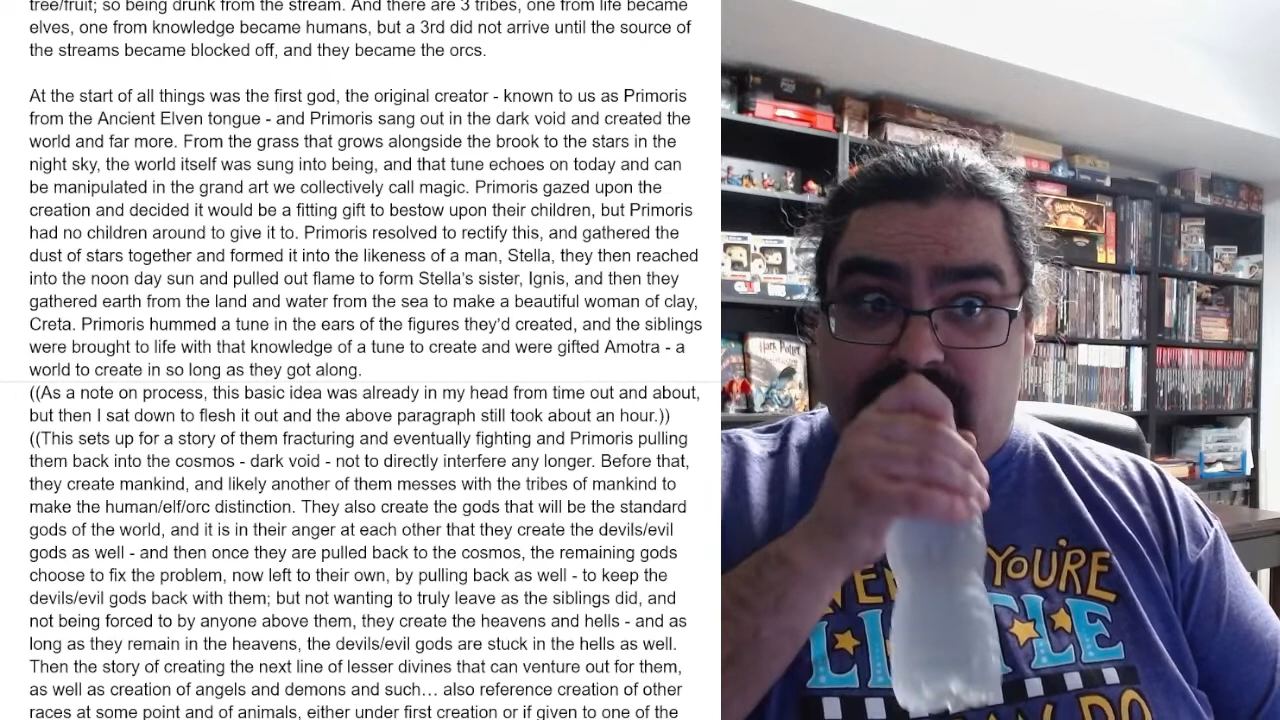 tree/fruit; so being drunk from the stream. And there are 3 tribes, one from life became
elves, one from knowledge became humans, but a 3rd did not arrive until the source of
the streams became blocked off, and they became the orcs.
At the start of all things was the first god, the original creator - known to us as Primoris
from the Ancient Elven tongue - and Primoris sang out in the dark void and created the
world and far more. From the grass that grows alongside the brook to the stars in the
night sky, the world itself was sung into being, and that tune echoes on today and can
be manipulated in the grand art we collectively call magic. Primoris gazed upon the
creation and decided it would be a fitting gift to bestow upon their children, but Primoris
had no children around to give it to. Primoris resolved to rectify this, and gathered the
dust of stars together and formed it into the likeness of a man, Stella, they then reached
into the noon day sun and pulled out flame to form Stella's sister, Ignis, and then they
gathered earth from the land and water from the sea to make a beautiful woman of clay,
Creta. Primoris hummed a tune in the ears of the figures they'd created, and the siblings
were brought to life with that knowledge of a tune to create and were gifted Amotra - a
world to create in so long as they got along.
((As a note on process, this basic idea was already in my head from time out and about,
but then I sat down to flesh it out and the above paragraph still took about an hour.))
((This sets up for a story of them fracturing and eventually fighting and Primoris pulling
them back into the cosmos - dark void - not to directly interfere any longer. Before that,
they create mankind, and likely another of them messes with the tribes of mankind to
make the human/elf/orc distinction. They also create the gods that will be the standard
gods of the world, and it is in their anger at each other that they create the devils/evil
gods as well - and then once they are pulled back to the cosmos, the remaining gods
choose to fix the problem, now left to their own, by pulling back as well - to keep the
devils/evil gods back with them; but not wanting to truly leave as the siblings did, and
not being forced to by anyone above them, they create the heavens and hells - and as
long as they remain in the heavens, the devils/evil gods are stuck in the hells as well.
Then the story of creating the next line of lesser divines that can venture out for them,
as well as creation of angels and demons and such… also reference creation of other
races at some point and of animals, either under first creation or if given to one of the
Harry Potter
YOU'RE
DO